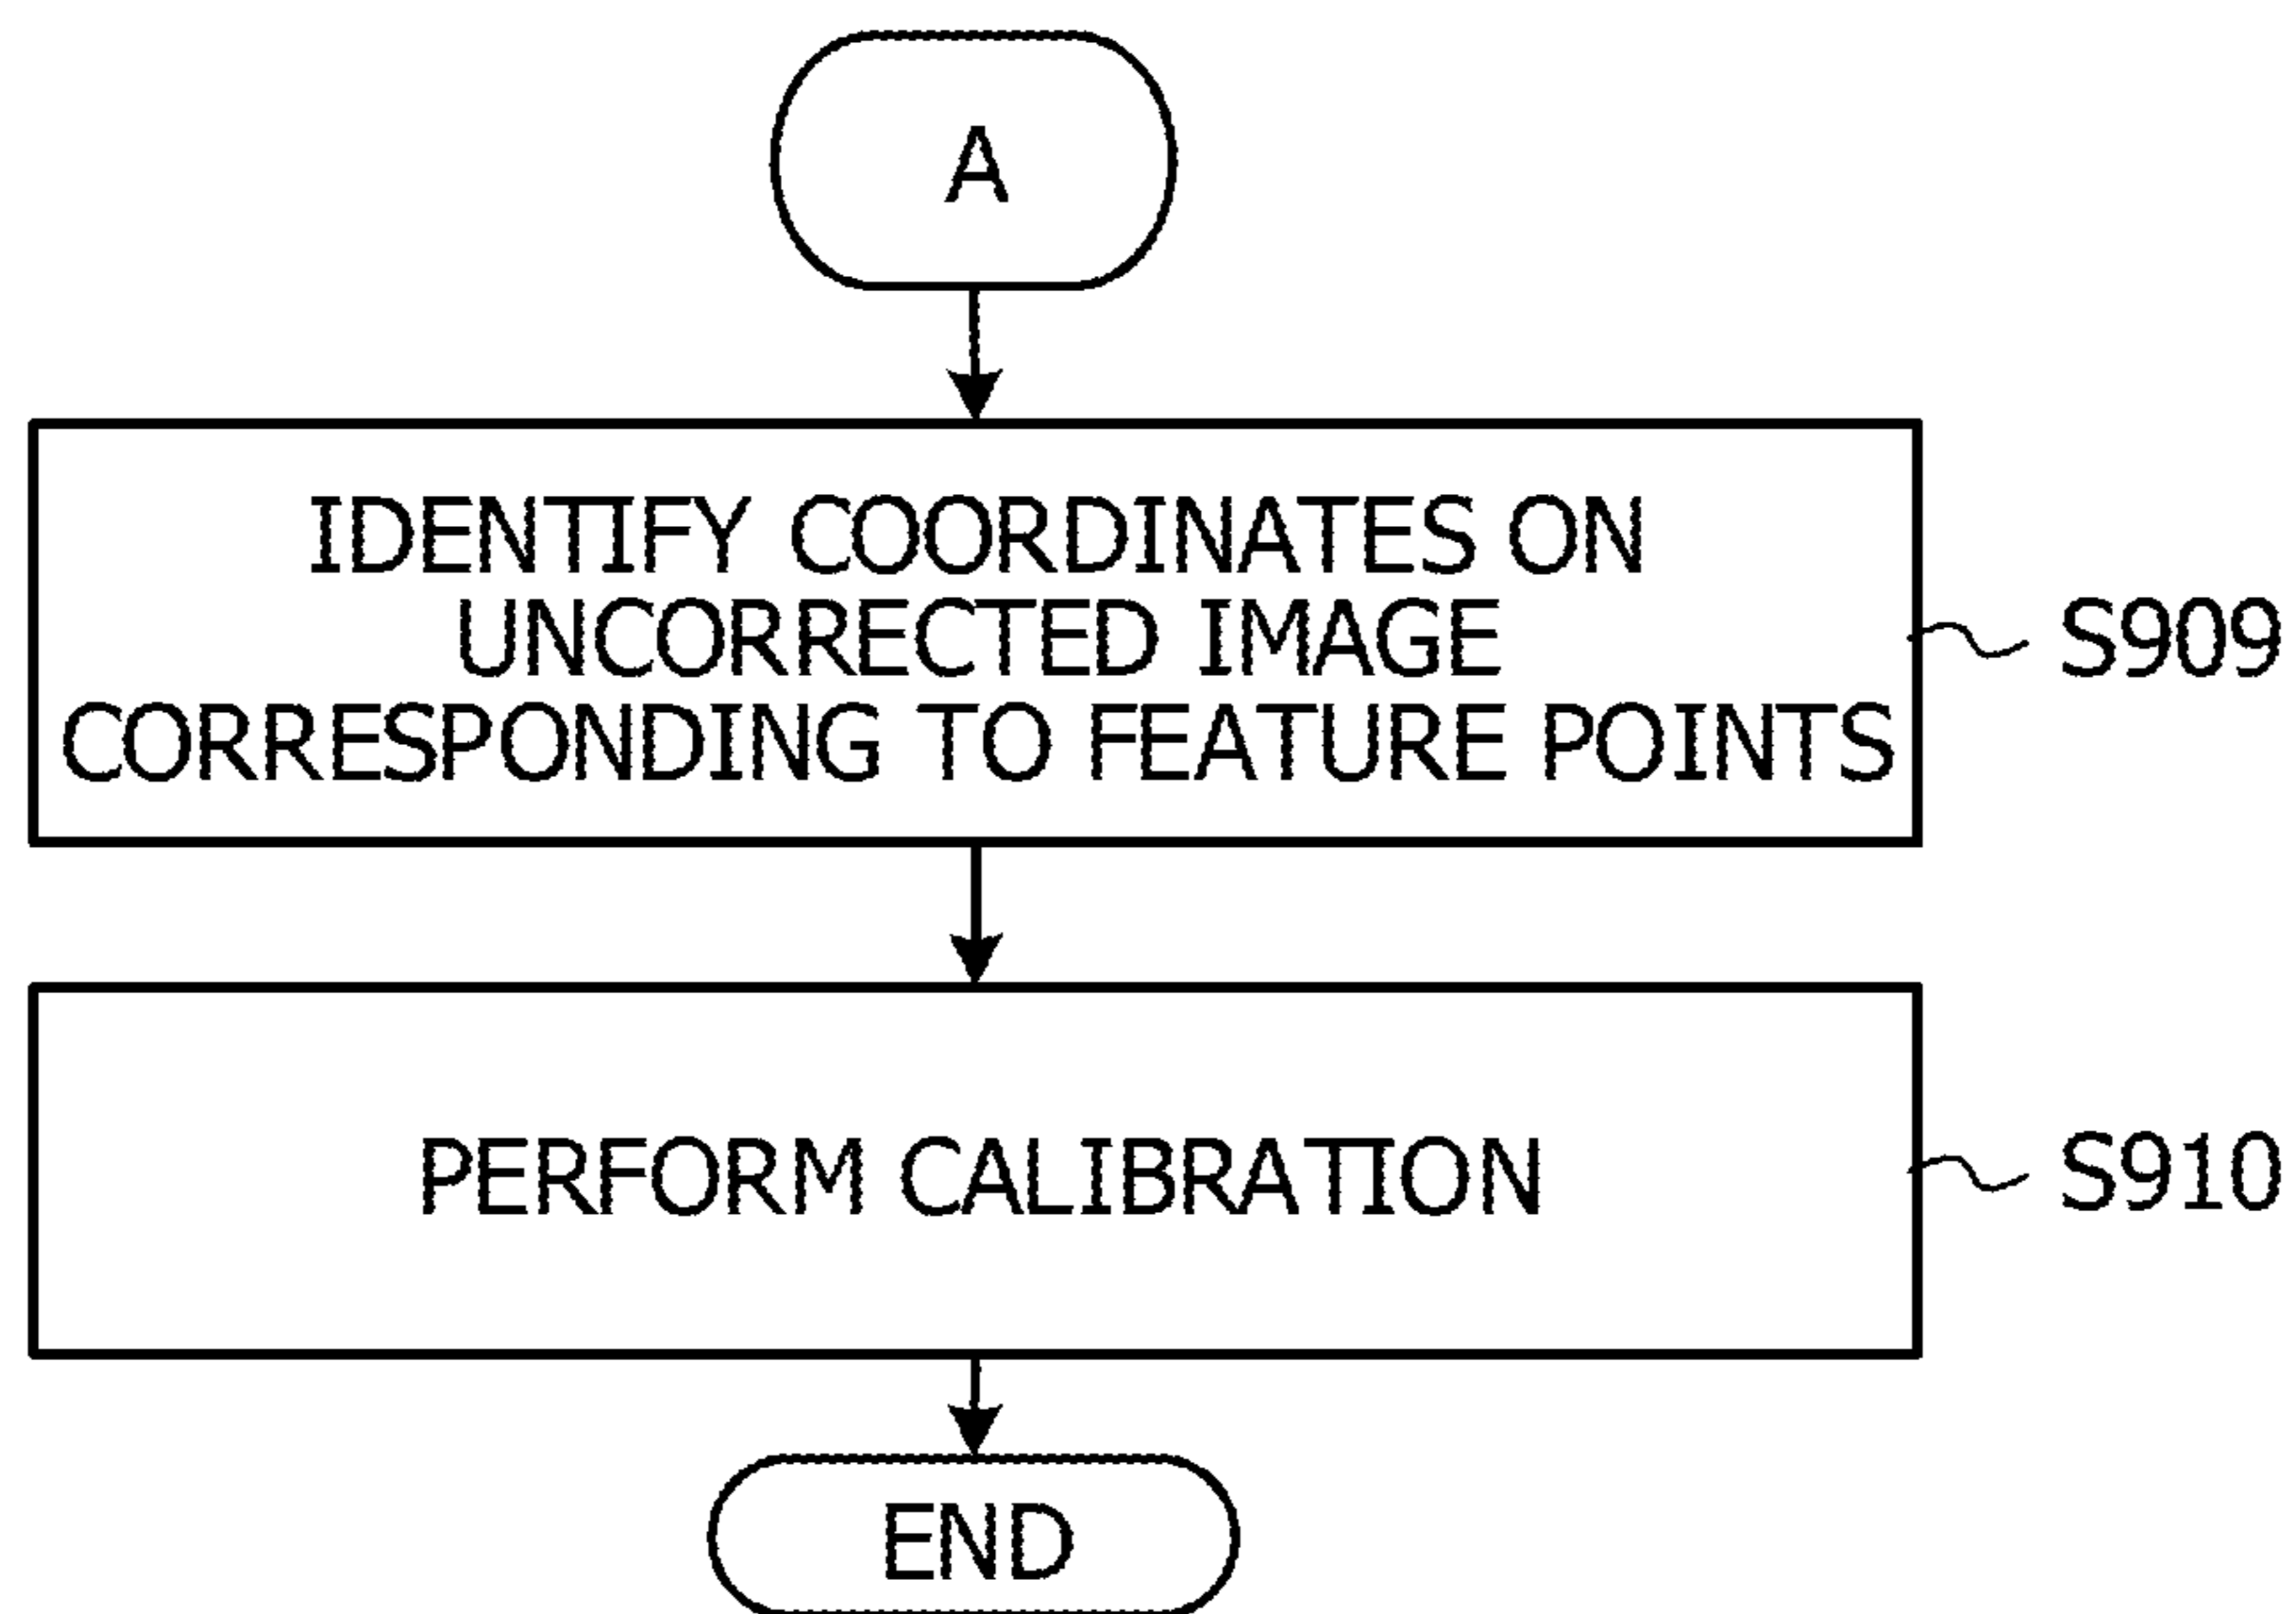 A
IDENTIFY COORDINATES ON
UNCORRECTED IMAGE
CORRESPONDING TO FEATURE POINTS
S909
PERFORM CALIBRATION
S910
END